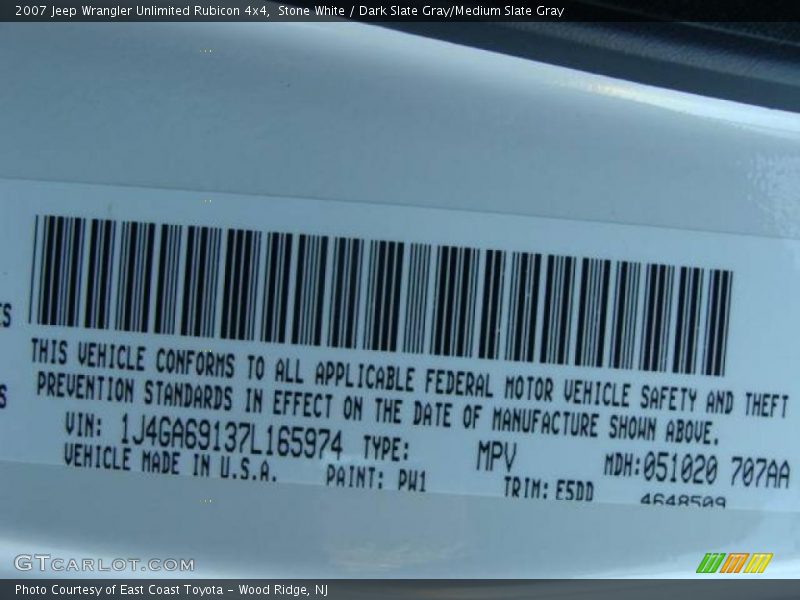 2007 Jeep Wrangler Unlimited Rubicon 4x4, Stone White / Dark Slate Gray/Medium Slate Gray
THIS VEHICLE CONFORMS TO ALL APPLICABLE FEDERAL MOTOR VEHICLE SAFETY AND THEFT
PREVENTION STANDARDS IN EFFECT ON THE DATE OF MANUFACTURE SHOWN ABOVE.
VIN: 1J4GA69137L165974 TYPE: MPV MDH:051020 707AA
VEHICLE MADE IN U.S.A. PAINT: PW1 TRIM: E5DD 4648509
GTCARLOT.COM
Photo Courtesy of East Coast Toyota - Wood Ridge, NJ